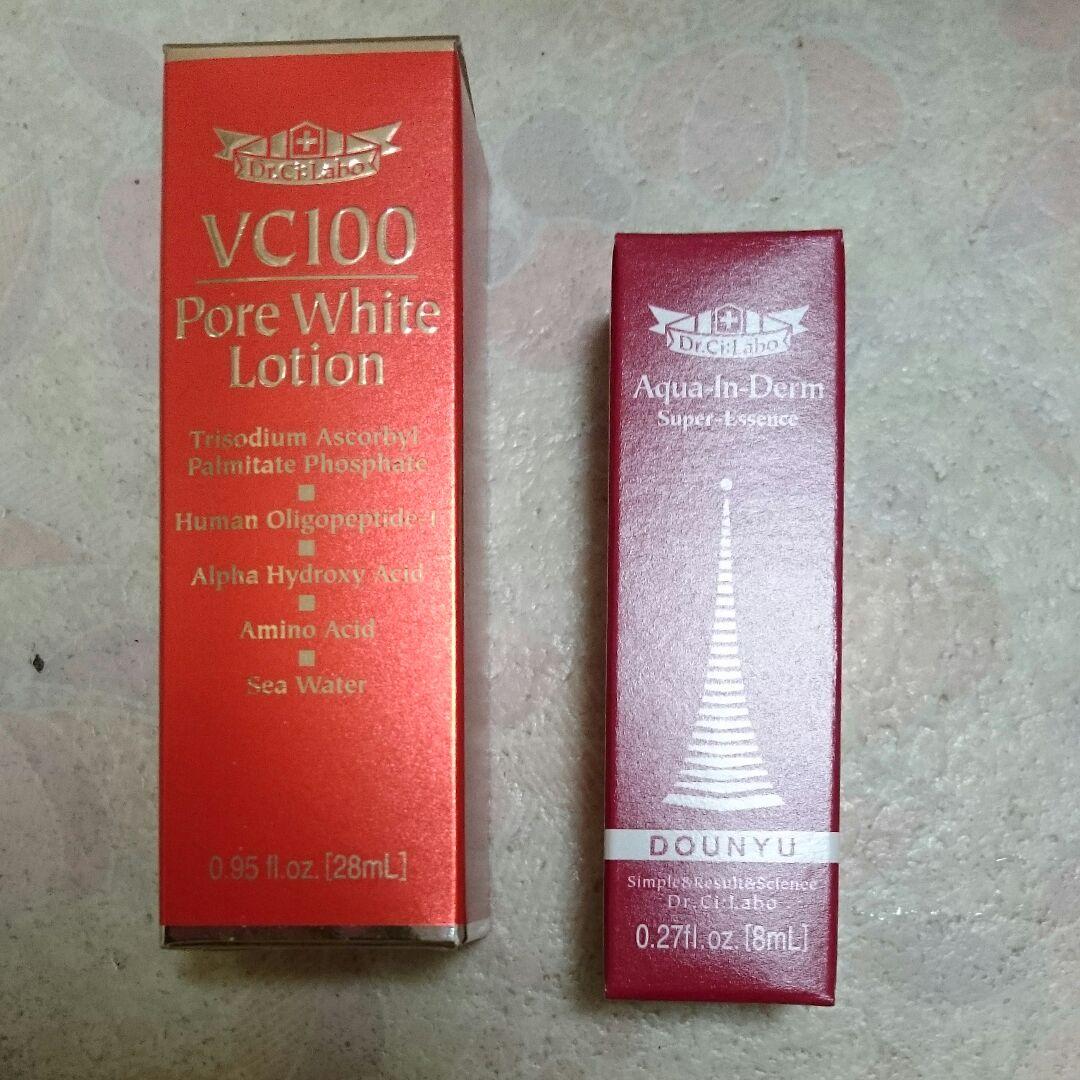 Dr.Ci:Labo
VC100
Pore White
Lotion
Trisodium Ascorbyl
Palmitate Phosphate
Human Oligopeptide-1
Alpha Hydroxy Acid
Amino Acid
Sea Water
0.95 fl.oz. [28mL]
Dr.Ci:Labo
Aqua-In-Derm
Super-Essence
DOUNYU
Simple&Result&Science
Dr.Ci:Labo
0.27fl.oz. [8mL]